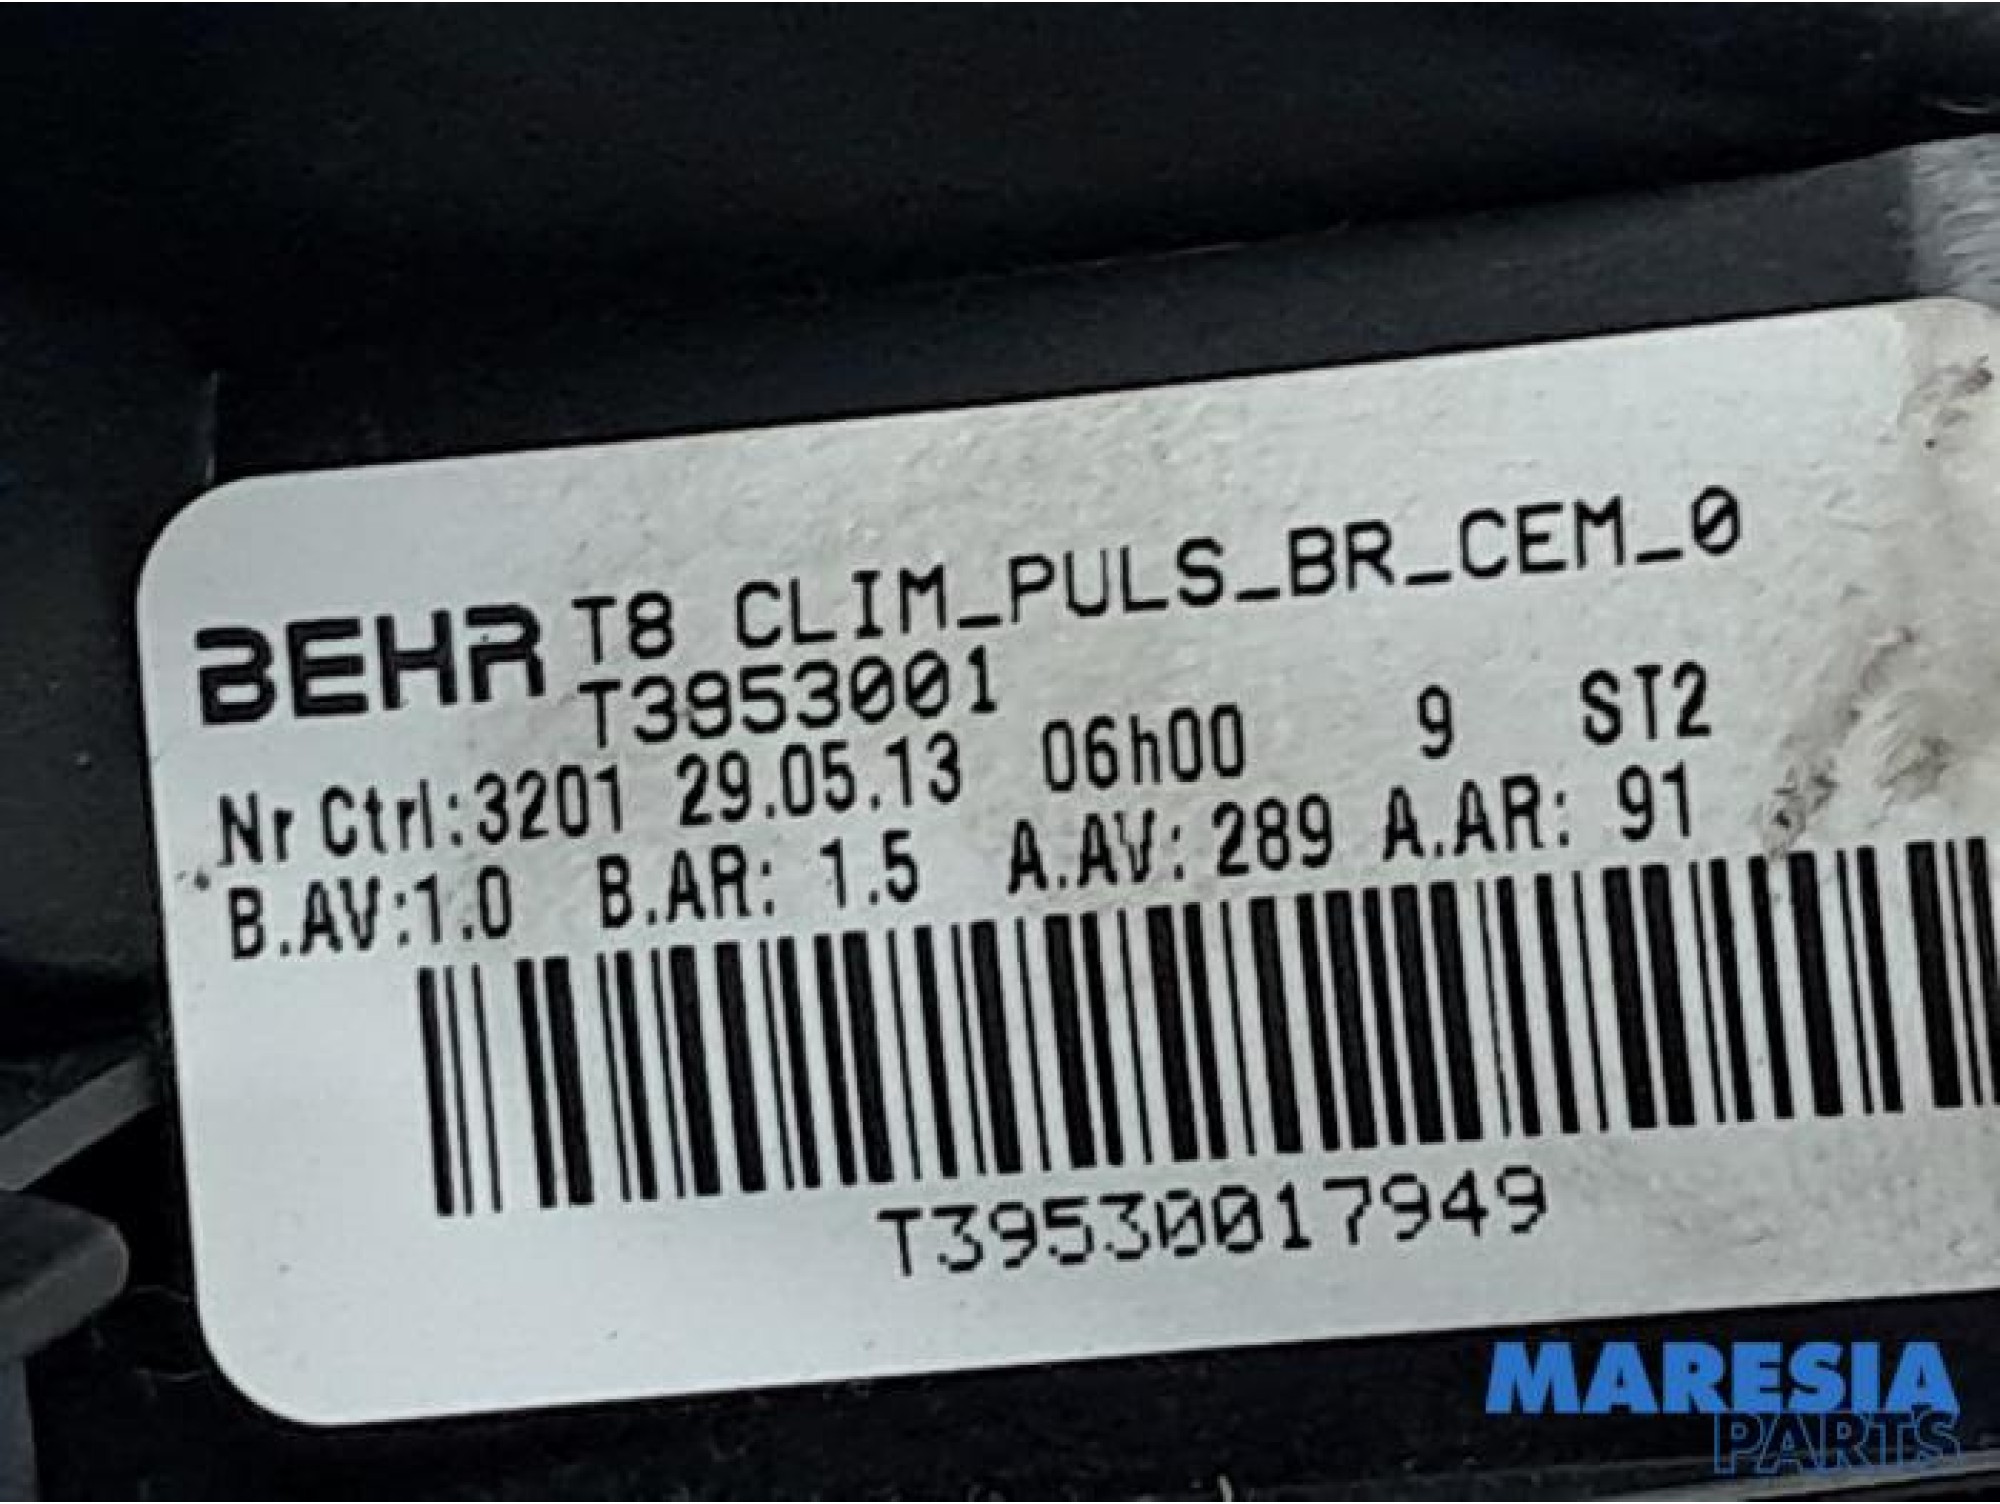 BEHR T8 CLIM_PULS_BR_CEM_0
T3953001
Nr Ctrl:3201 29.05.13 06h00 9 ST2
B.AV:1.0 B.AR: 1.5 A.AV: 289 A.AR: 91
T39530017949
MARESIA
PARTS